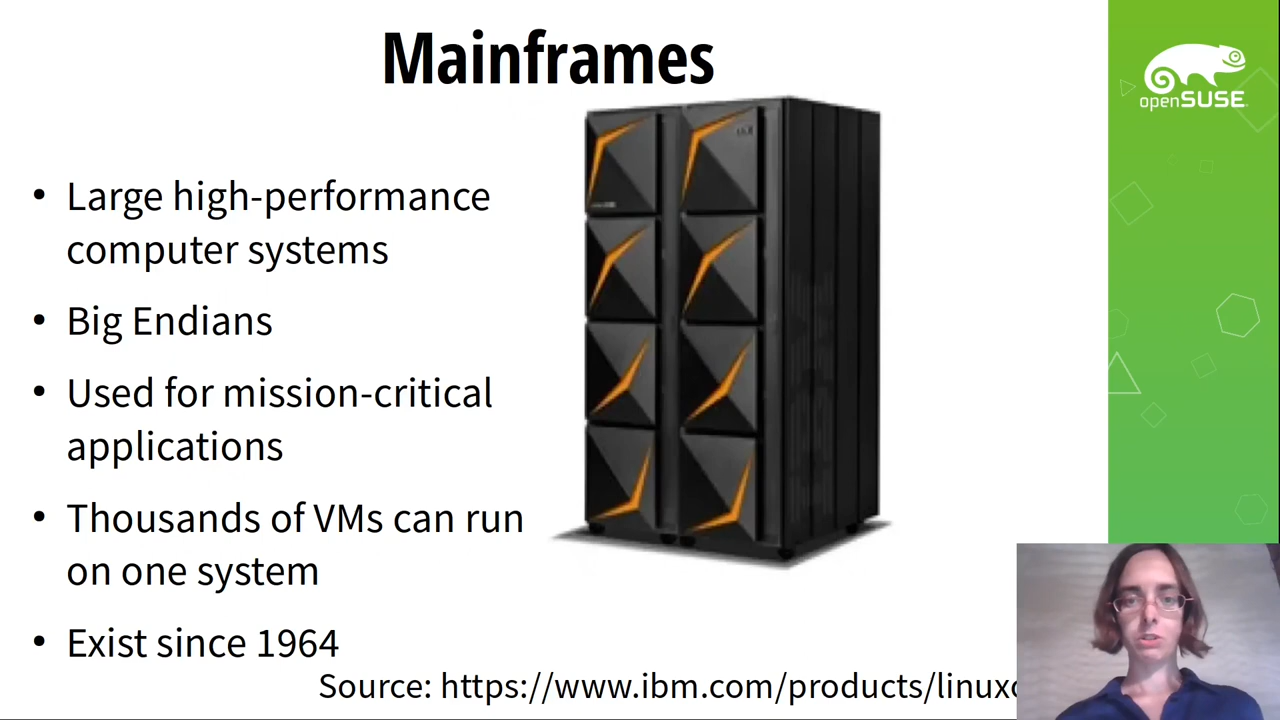 Mainframes
openSUSE
• Large high-performance
computer systems
• Big Endians
• Used for mission-critical
applications
• Thousands of VMs can run
on one system
• Exist since 1964
Source: https://www.ibm.com/products/linux